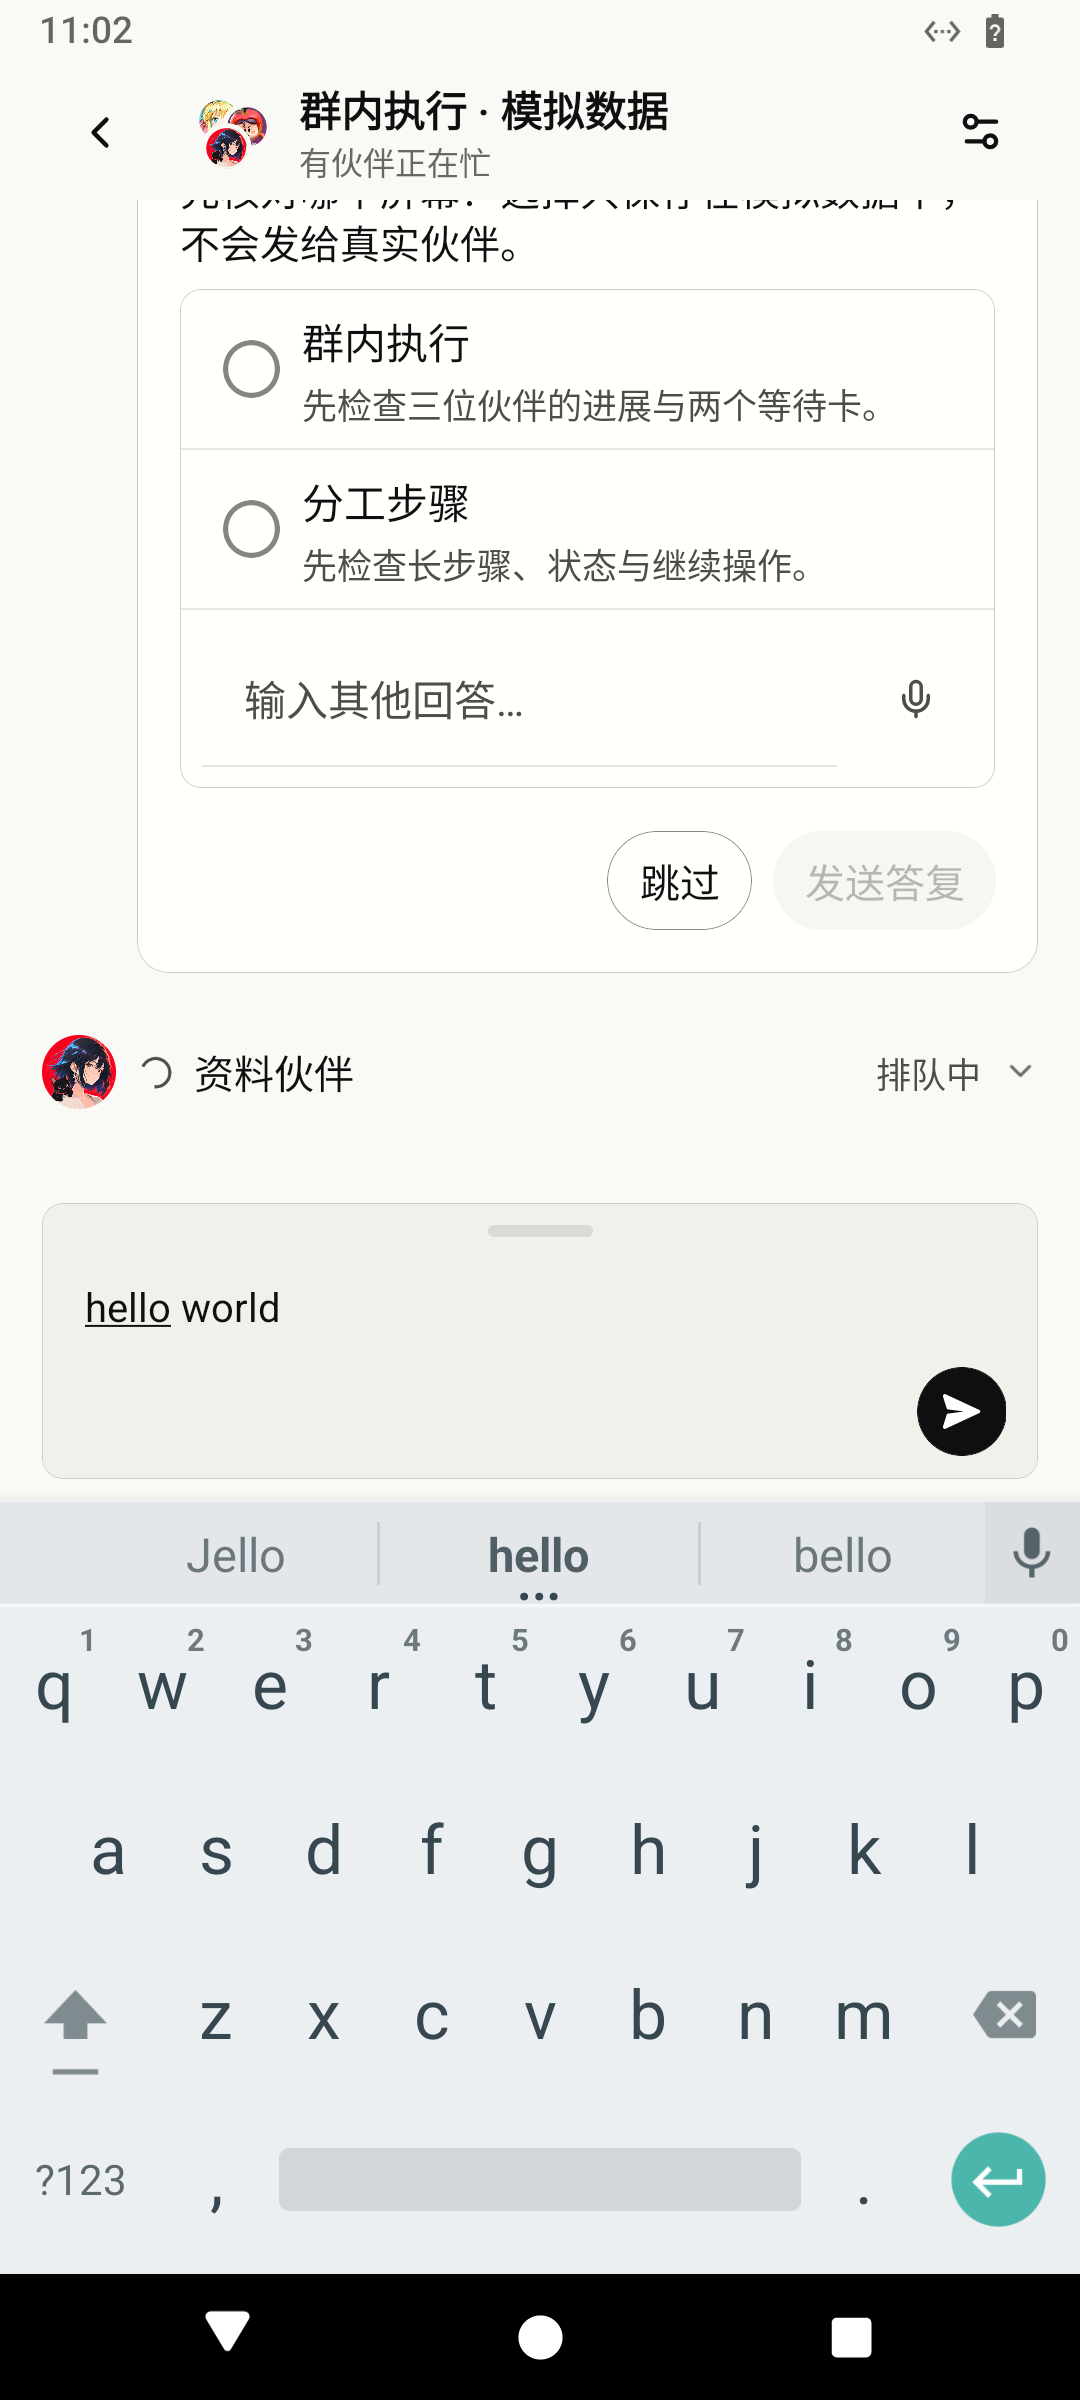 11:02
群内执行 · 模拟数据
有伙伴正在忙
不会发给真实伙伴。
群内执行
先检查三位伙伴的进展与两个等待卡。
分工步骤
先检查长步骤、状态与继续操作。
输入其他回答...
跳过 发送答复
资料伙伴 排队中
hello world
Jello hello bello
1 2 3 4 5 6 7 8 9 0
q w e r t y u i o p
a s d f g h j k l
z x c v b n m
?123 , .